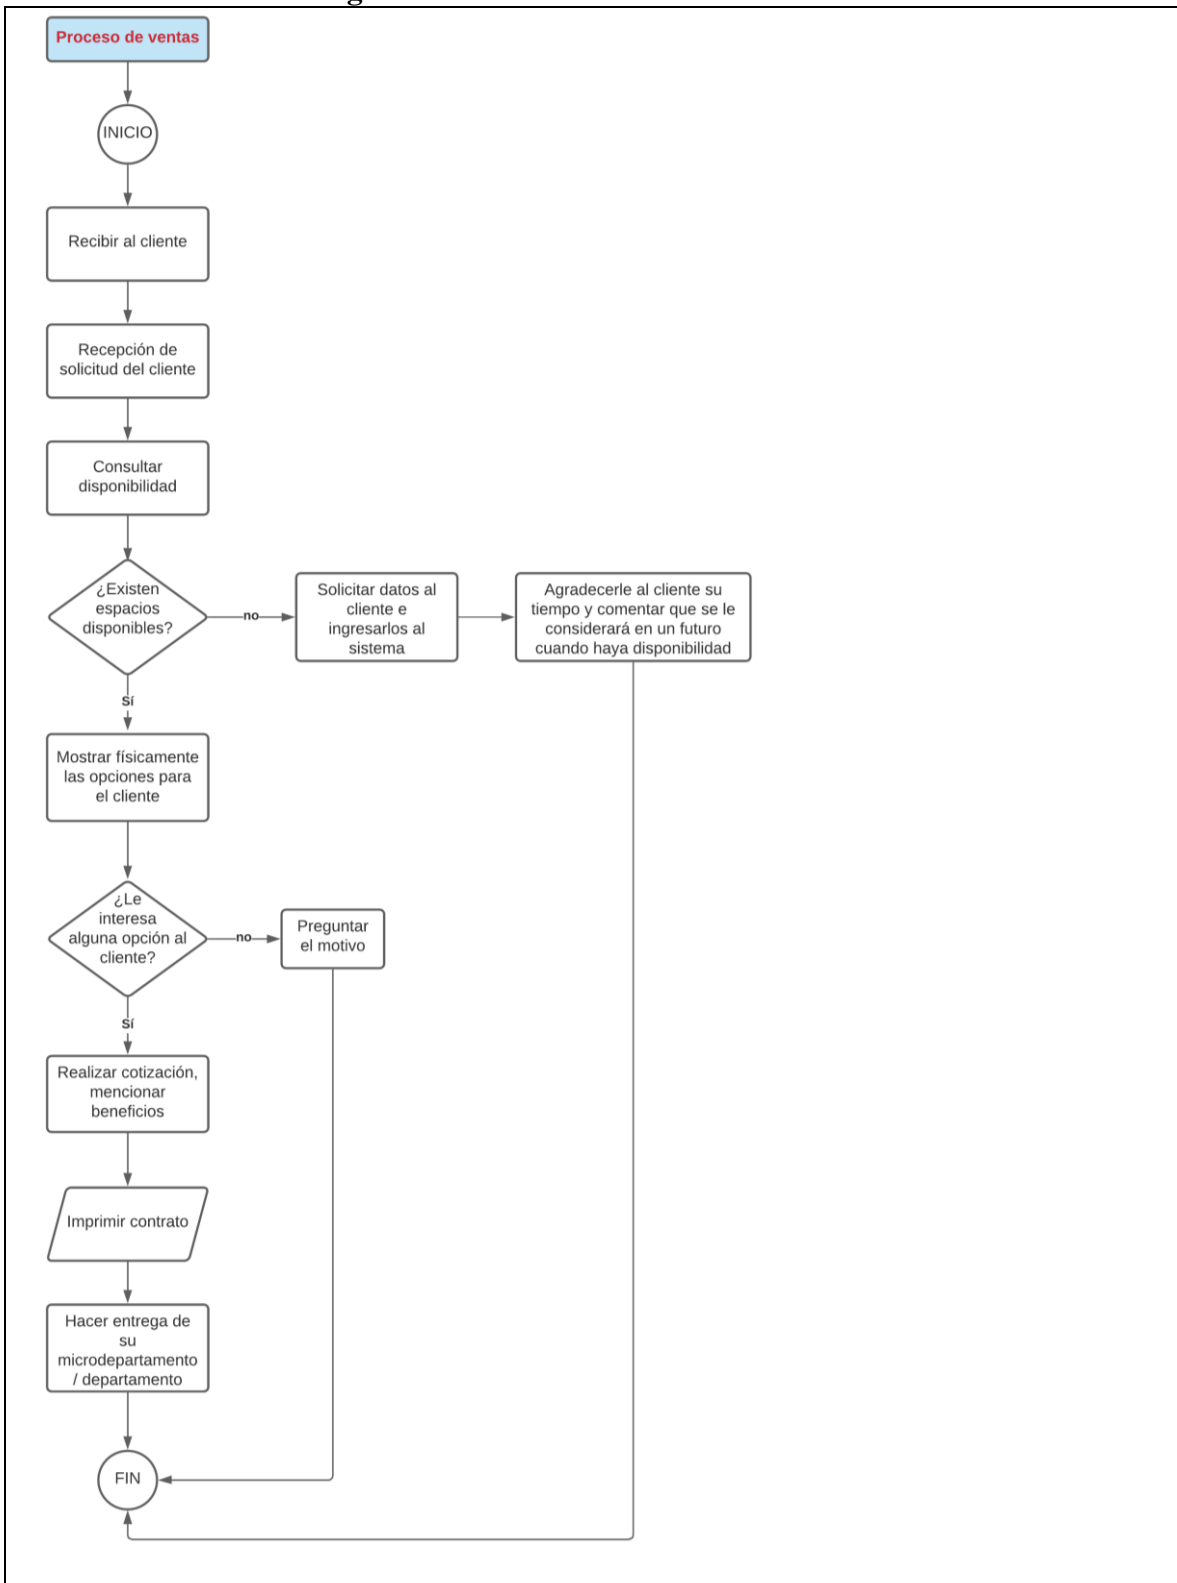 Proceso de ventas
INICIO
Recibir al cliente
Recepción de
solicitud del cliente
Consultar
disponibilidad
¿Existen
espacios
disponibles?
no
Solicitar datos al
cliente e
ingresarlos al
sistema
Agradecerle al cliente su
tiempo y comentar que se le
considerará en un futuro
cuando haya disponibilidad
Sí
Mostrar físicamente
las opciones para
el cliente
¿Le
interesa
alguna opción al
cliente?
no
Preguntar
el motivo
Sí
Realizar cotización,
mencionar
beneficios
Imprimir contrato
Hacer entrega de
su
microdepartamento
/ departamento
FIN